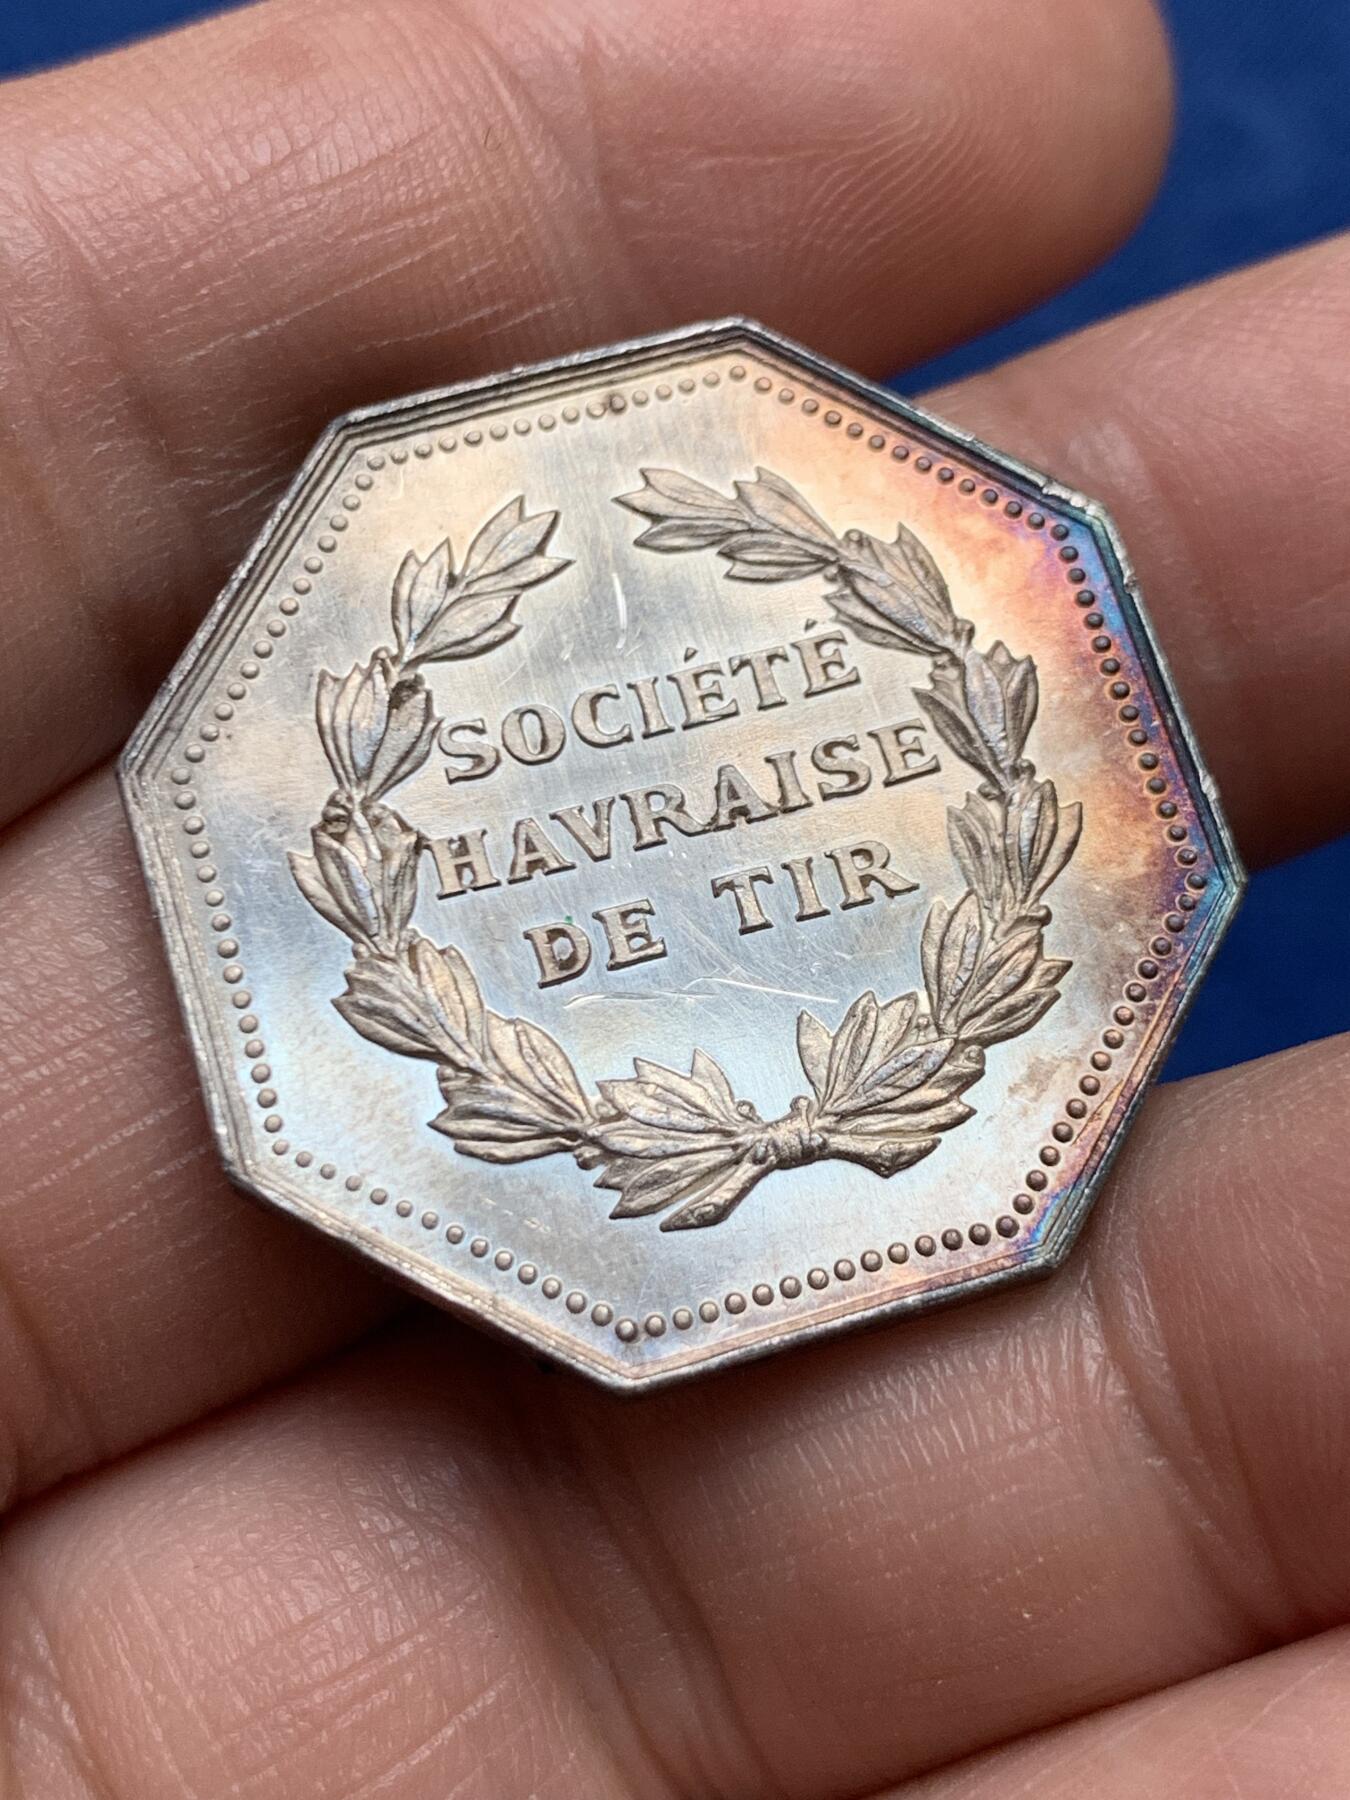 SOCIÉTÉ
HAVRAISE
DE TIR